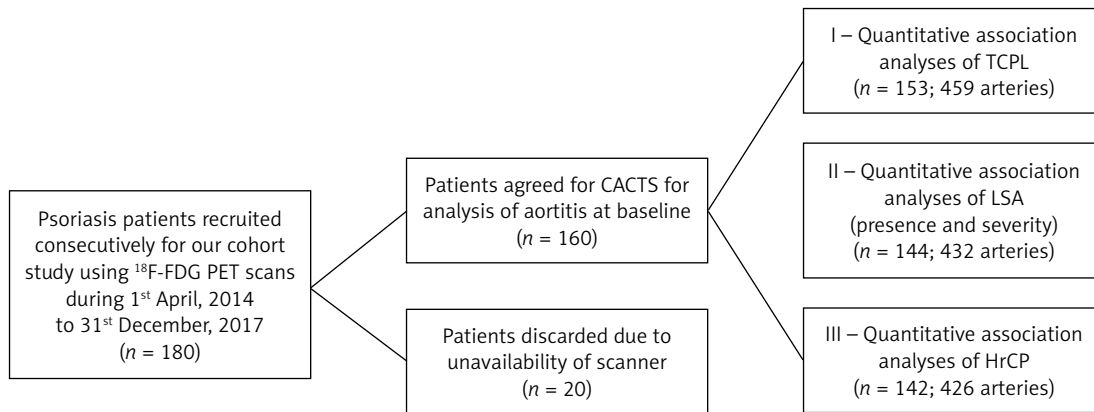 Psoriasis patients recruited
consecutively for our cohort
study using ¹⁸F-FDG PET scans
during 1ˢᵗ April, 2014
to 31ˢᵗ December, 2017
(n = 180)
Patients agreed for CACTS for
analysis of aortitis at baseline
(n = 160)
Patients discarded due to
unavailability of scanner
(n = 20)
I – Quantitative association
analyses of TCPL
(n = 153; 459 arteries)
II – Quantitative association
analyses of LSA
(presence and severity)
(n = 144; 432 arteries)
III – Quantitative association
analyses of HrCP
(n = 142; 426 arteries)